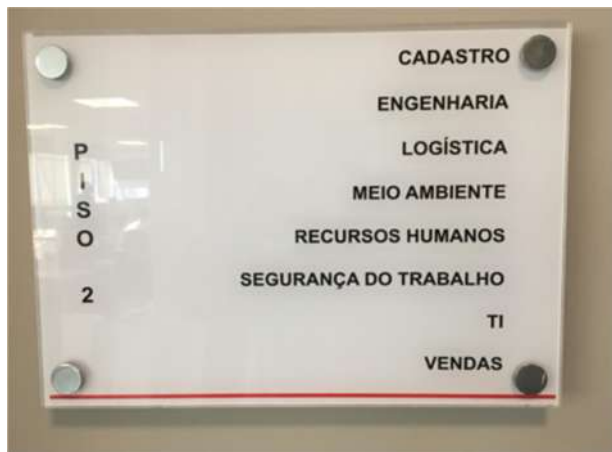 PISO 2
CADASTRO
ENGENHARIA
LOGÍSTICA
MEIO AMBIENTE
RECURSOS HUMANOS
SEGURANÇA DO TRABALHO
TI
VENDAS